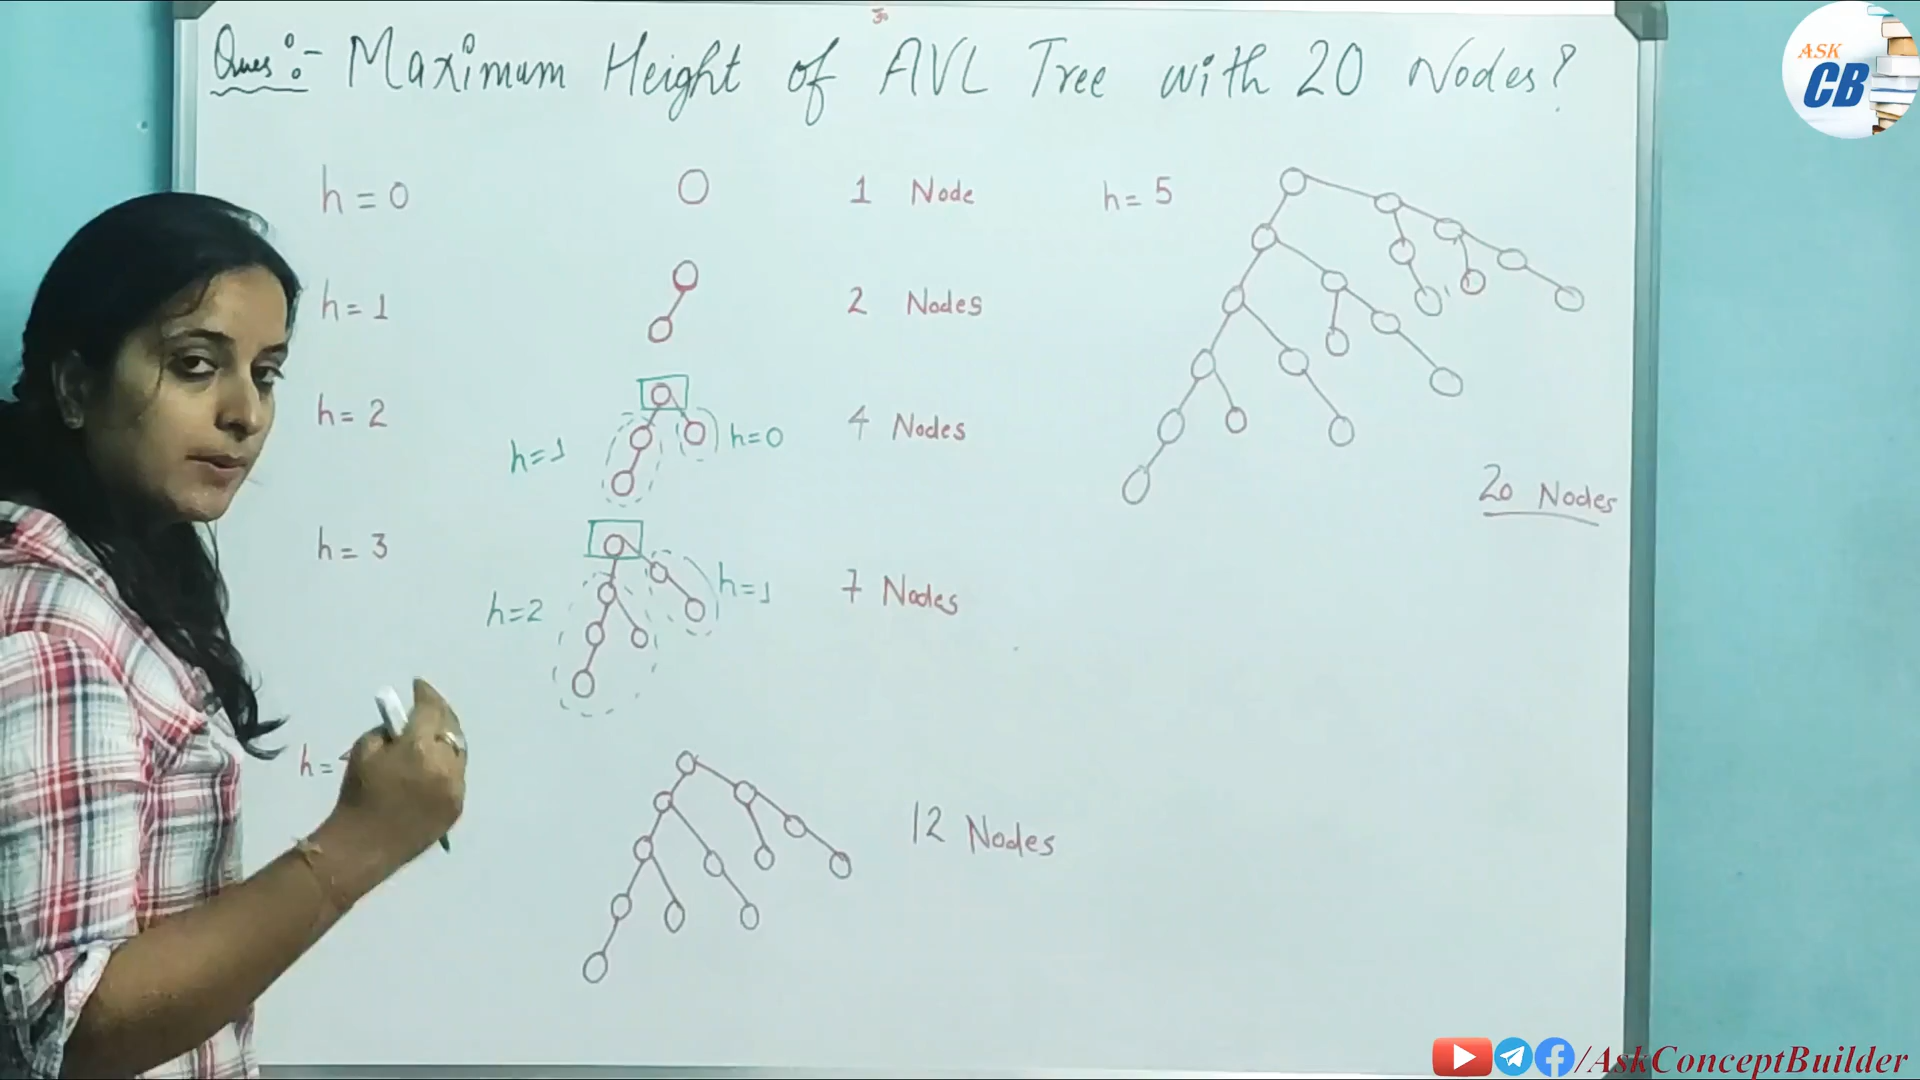 Ques:- Maximum Height of AVL Tree with 20 Nodes?
ASK
CB
h = 0
1 Node
h = 1
2 Nodes
h = 2
h=1
h=0
4 Nodes
h = 3
h=2
h=1
7 Nodes
h =
12 Nodes
h = 5
20 Nodes
/AskConceptBuilder